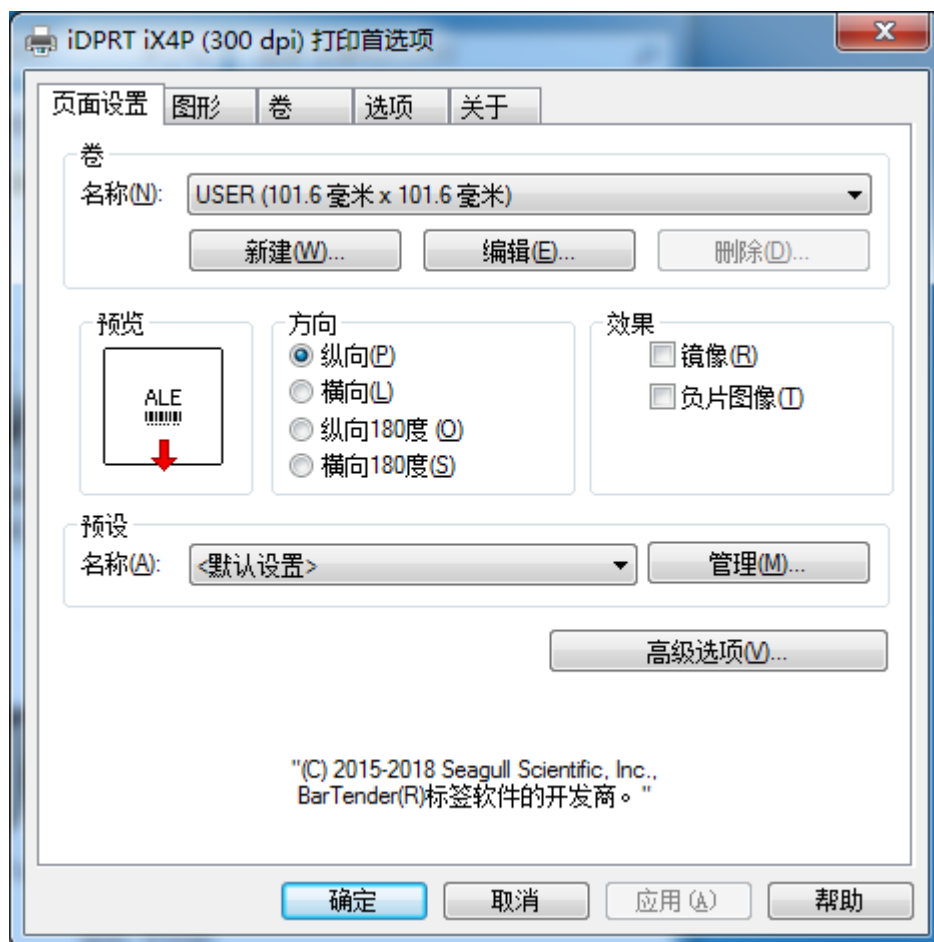 iDPRT iX4P (300 dpi) 打印首选项
页面设置 图形 卷 选项 关于
卷
名称(N): USER (101.6 毫米 x 101.6 毫米)
新建(W)... 编辑(E)... 删除(D)...
预览 方向 效果
纵向(P) 镜像(R)
横向(L) 负片图像(T)
ALE
纵向180度 (O)
横向180度(S)
预设
名称(A): <默认设置> 管理(M)...
高级选项(V)...
"(C) 2015-2018 Seagull Scientific, Inc.,
BarTender(R)标签软件的开发商。"
确定 取消 应用 (A) 帮助